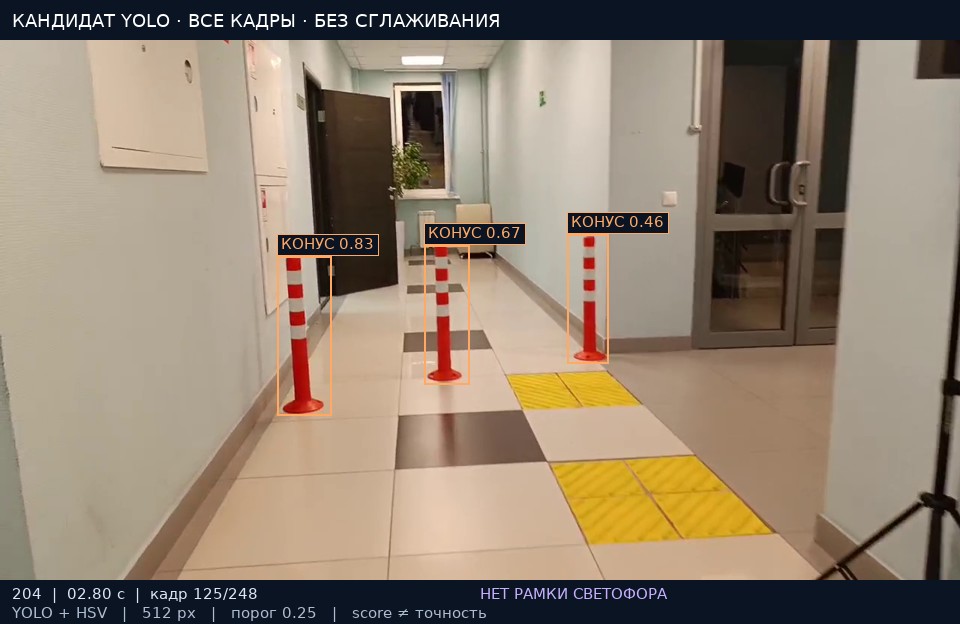 КАНДИДАТ YOLO · ВСЕ КАДРЫ · БЕЗ СГЛАЖИВАНИЯ
КОНУС 0.83
КОНУС 0.67
КОНУС 0.46
204 | 02.80 с | кадр 125/248
НЕТ РАМКИ СВЕТОФОРА
YOLO + HSV | 512 px | порог 0.25 | score ≠ точность